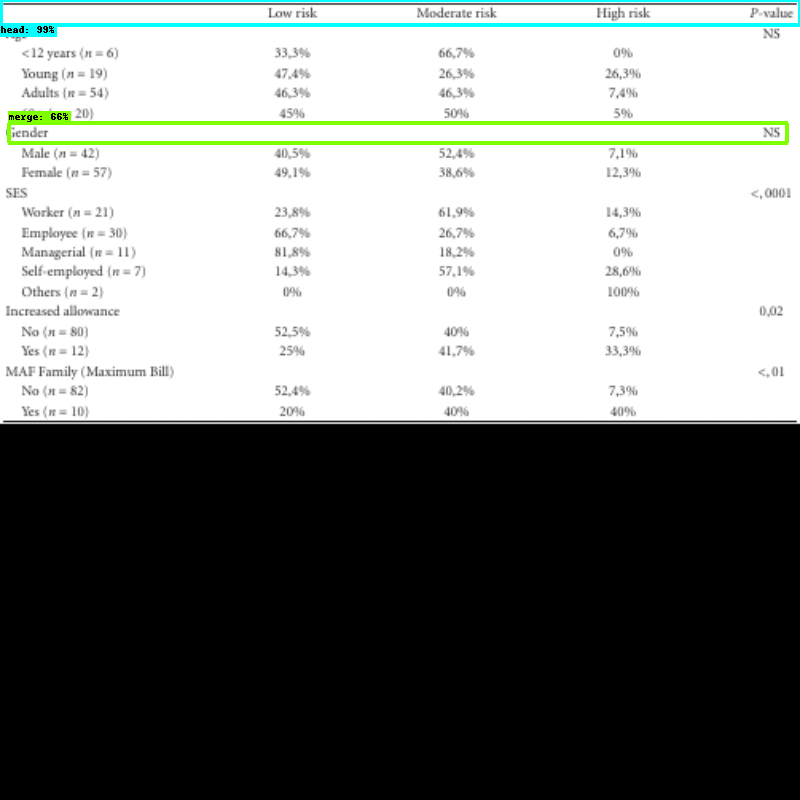 Low risk Moderate risk High risk P-value
head: 99%
NS
<12 years (n = 6) 33,3% 66,7% 0%
Young (n = 19) 47,4% 26,3% 26,3%
Adults (n = 54) 46,3% 46,3% 7,4%
merge: 66%
20) 45% 50% 5%
Gender NS
Male (n = 42) 40,5% 52,4% 7,1%
Female (n = 57) 49,1% 38,6% 12,3%
SES <,0001
Worker (n = 21) 23,8% 61,9% 14,3%
Employee (n = 30) 66,7% 26,7% 6,7%
Managerial (n = 11) 81,8% 18,2% 0%
Self-employed (n = 7) 14,3% 57,1% 28,6%
Others (n = 2) 0% 0% 100%
Increased allowance 0,02
No (n = 80) 52,5% 40% 7,5%
Yes (n = 12) 25% 41,7% 33,3%
MAF Family (Maximum Bill) <,01
No (n = 82) 52,4% 40,2% 7,3%
Yes (n = 10) 20% 40% 40%